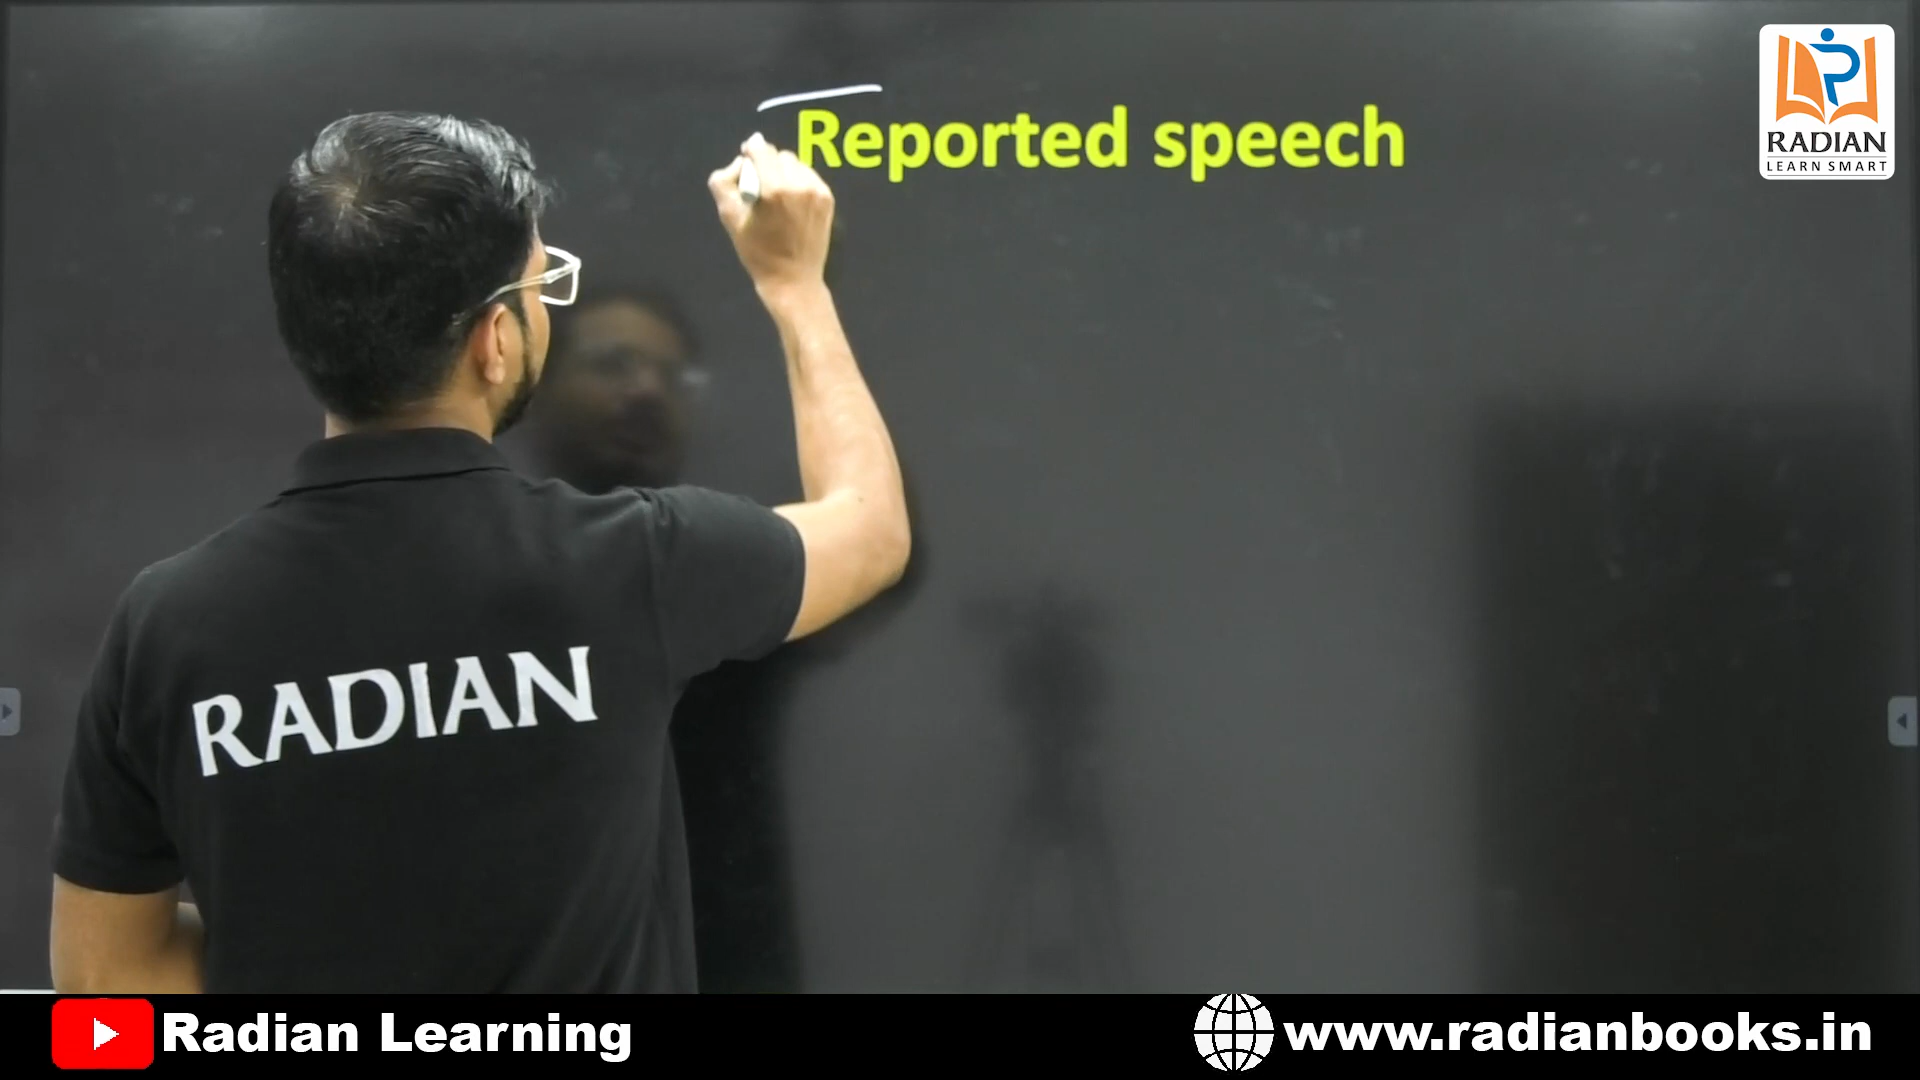 Reported speech
RADIAN
LEARN SMART
RADIAN
Radian Learning
www.radianbooks.in